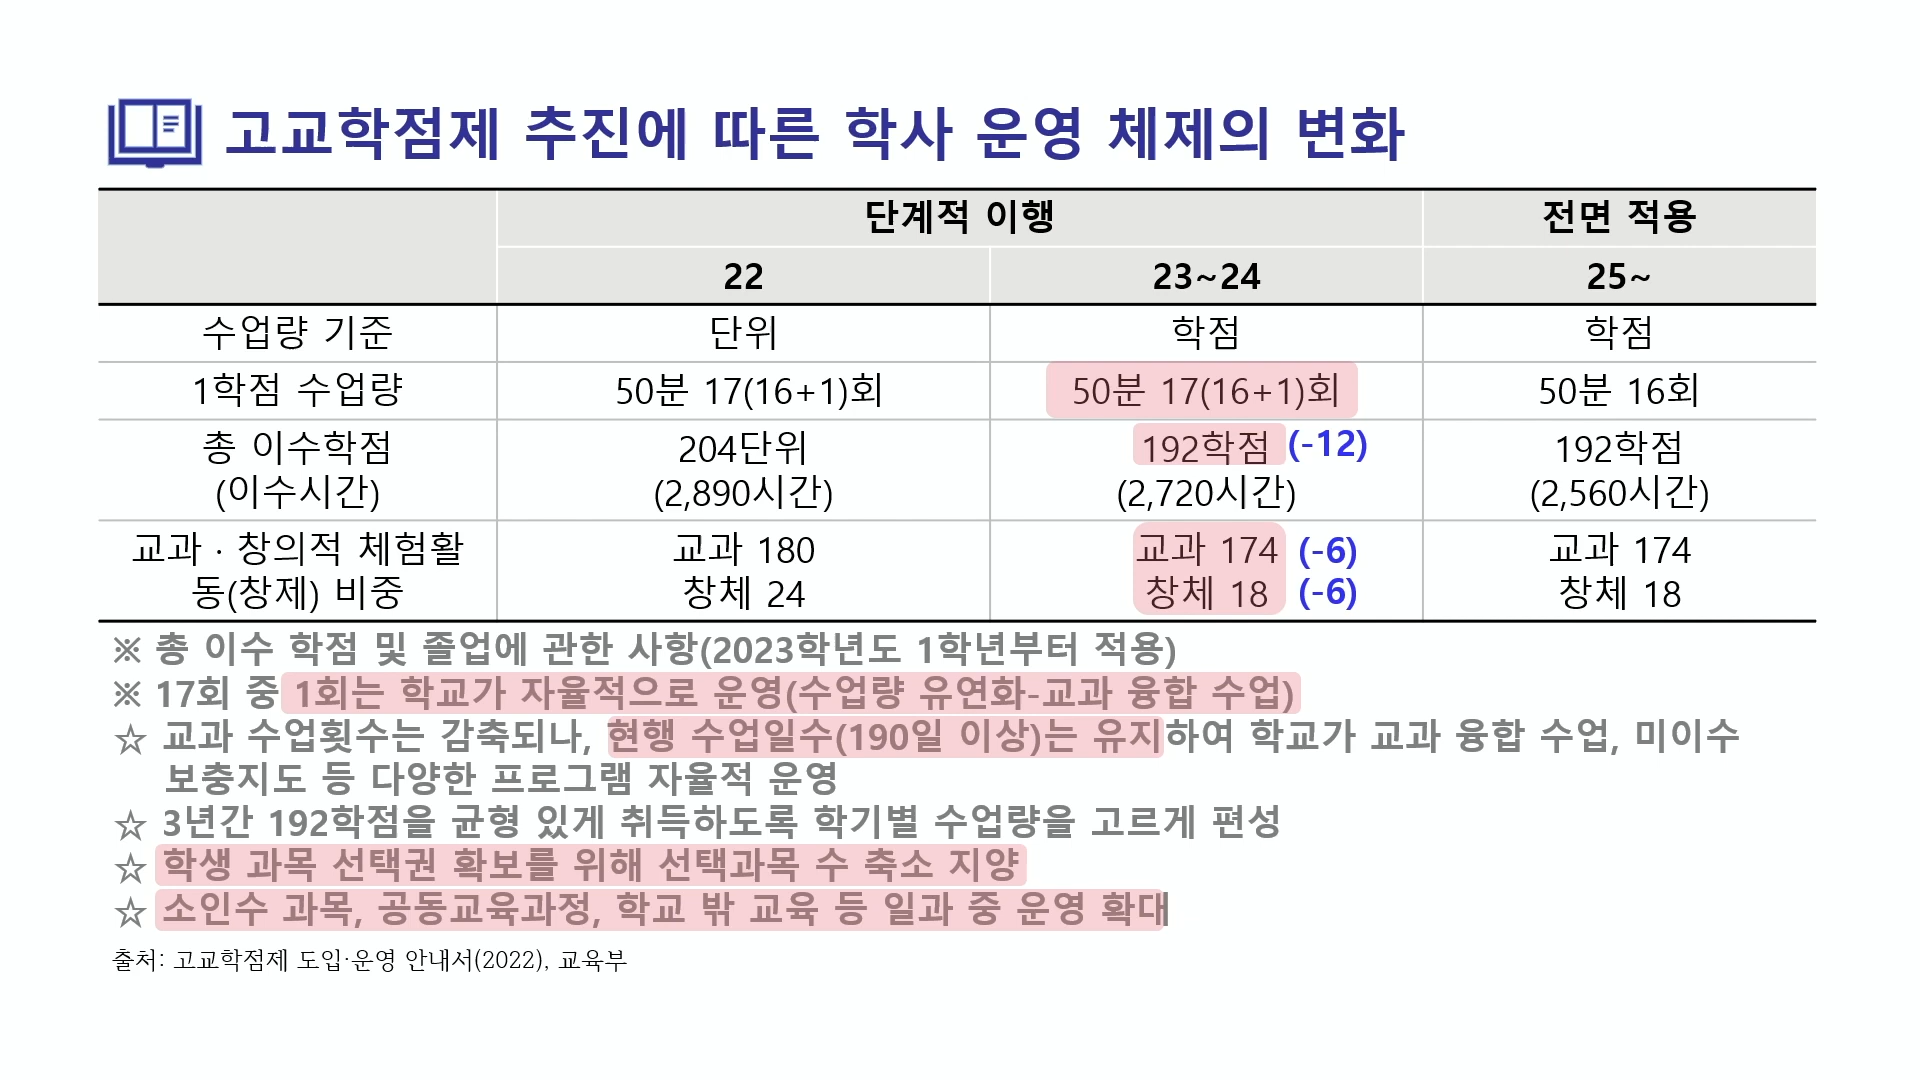 고교학점제 추진에 따른 학사 운영 체제의 변화
단계적 이행 전면 적용
22 23~24 25~
수업량 기준 단위 학점 학점
1학점 수업량 50분 17(16+1)회 50분 17(16+1)회 50분 16회
총 이수학점 204단위 192학점 (-12) 192학점
(이수시간) (2,890시간) (2,720시간) (2,560시간)
교과 · 창의적 체험활 교과 180 교과 174 (-6) 교과 174
동(창제) 비중 창체 24 창체 18 (-6) 창체 18
※ 총 이수 학점 및 졸업에 관한 사항(2023학년도 1학년부터 적용)
※ 17회 중 1회는 학교가 자율적으로 운영(수업량 유연화-교과 융합 수업)
☆ 교과 수업횟수는 감축되나, 현행 수업일수(190일 이상)는 유지하여 학교가 교과 융합 수업, 미이수
보충지도 등 다양한 프로그램 자율적 운영
☆ 3년간 192학점을 균형 있게 취득하도록 학기별 수업량을 고르게 편성
☆ 학생 과목 선택권 확보를 위해 선택과목 수 축소 지양
☆ 소인수 과목, 공동교육과정, 학교 밖 교육 등 일과 중 운영 확대
출처: 고교학점제 도입·운영 안내서(2022), 교육부